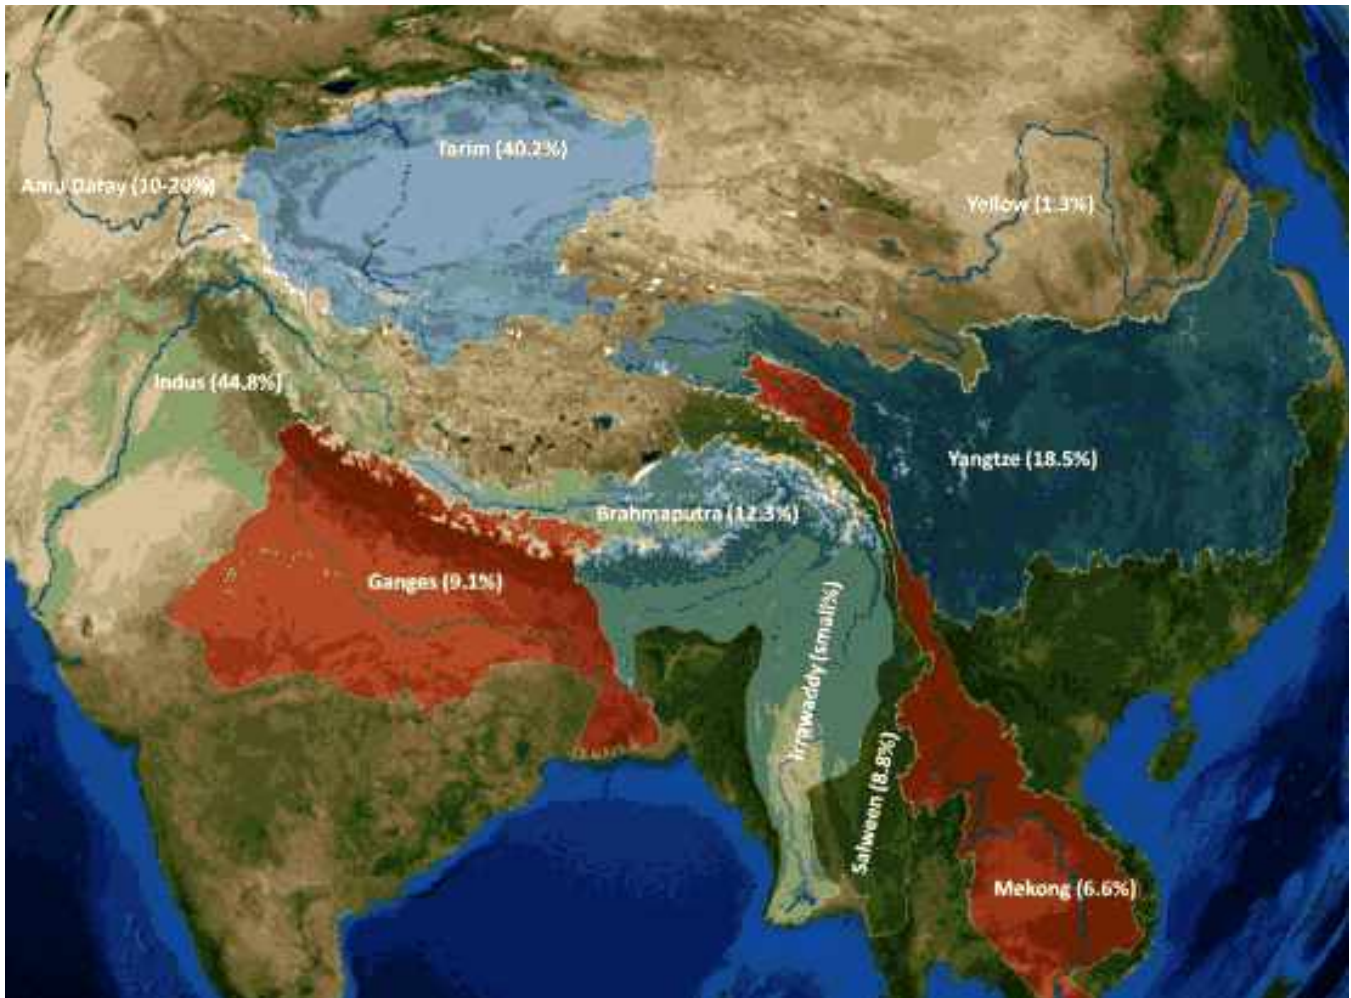 Tarim (40.2%)
Amu Daray (10-20%)
Yellow (1.3%)
Indus (44.8%)
Yangtze (18.5%)
Brahmaputra (12.3%)
Ganges (9.1%)
Irrawaddy (small%)
Salween (8.8%)
Mekong (6.6%)